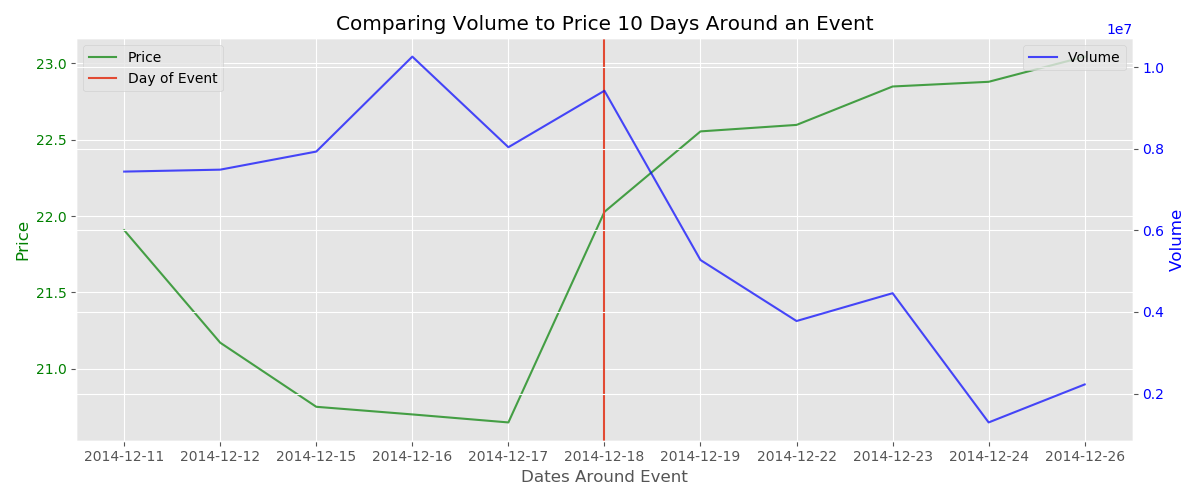 Comparing Volume to Price 10 Days Around an Event
1e7
Price
Day of Event
Volume
23.0
22.5
22.0
21.5
21.0
1.0
0.8
0.6
0.4
0.2
Price
Volume
2014-12-11 2014-12-12 2014-12-15 2014-12-16 2014-12-17 2014-12-18 2014-12-19 2014-12-22 2014-12-23 2014-12-24 2014-12-26
Dates Around Event